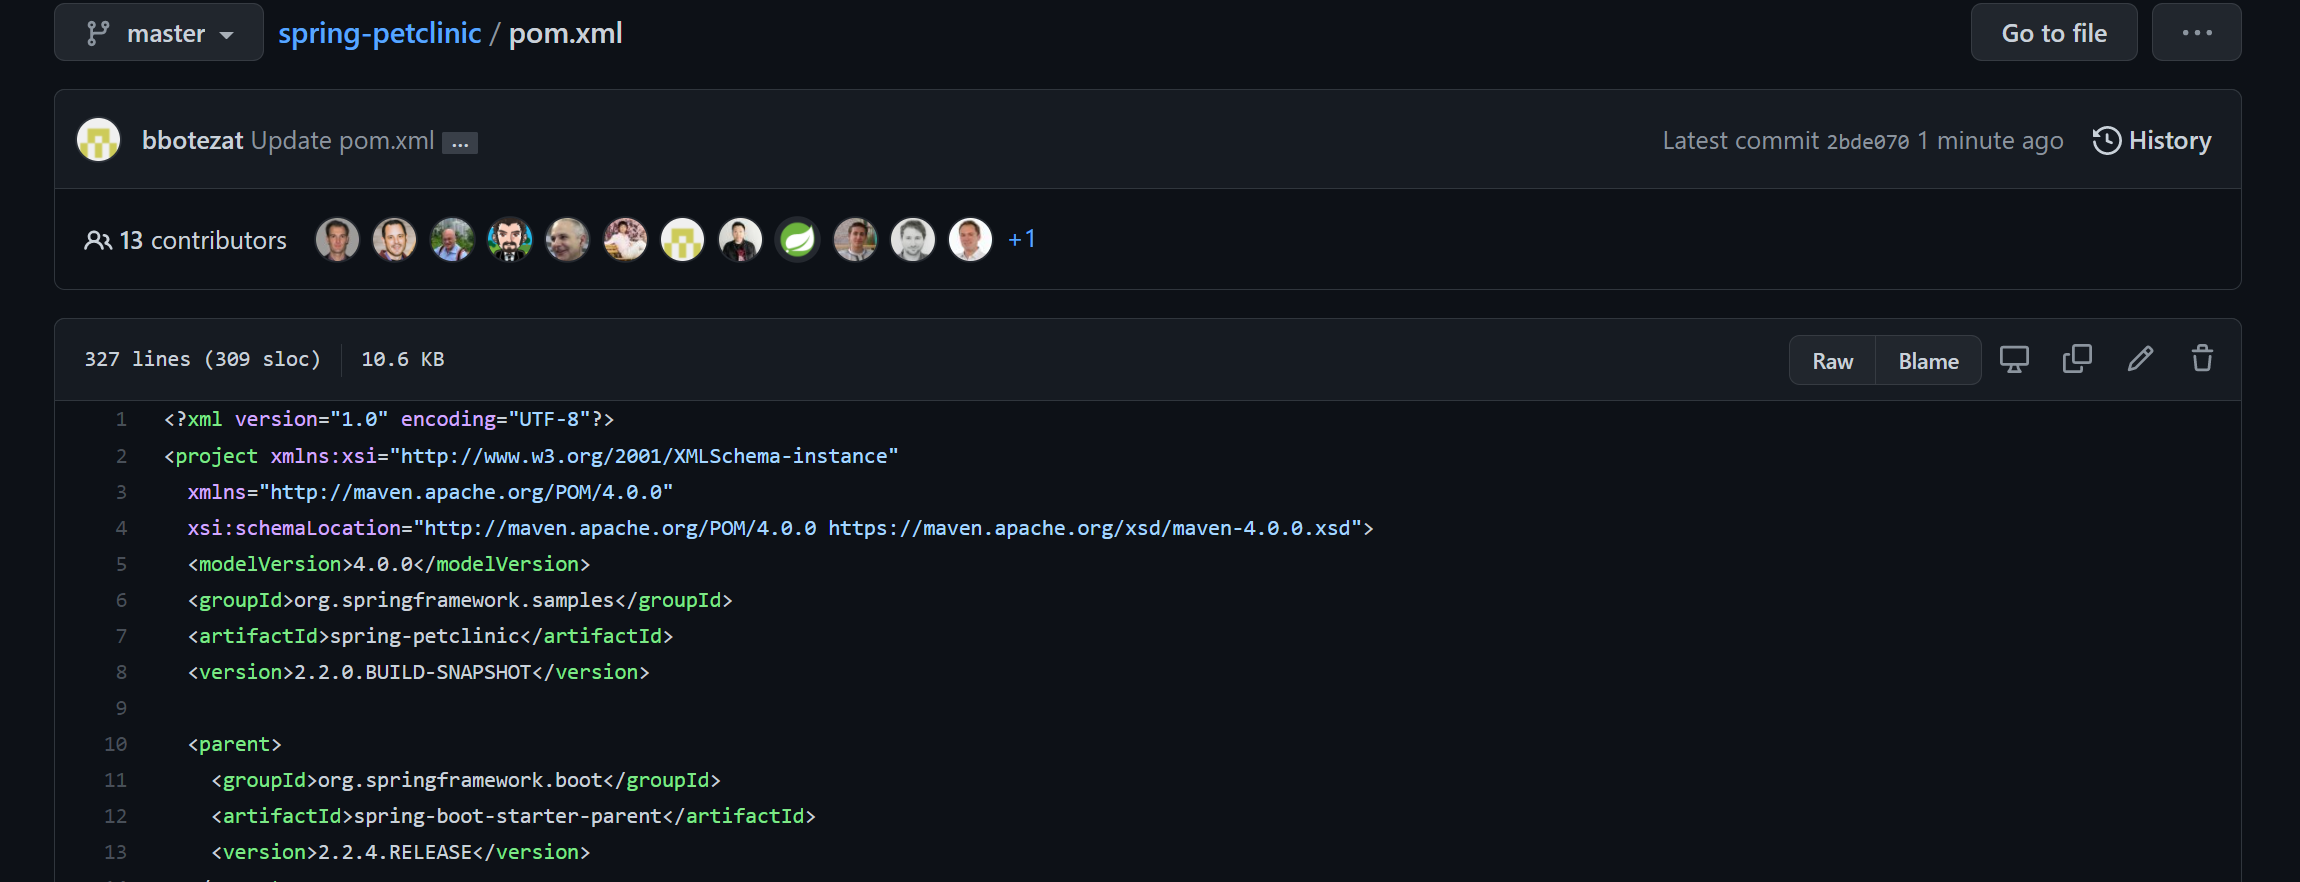 master spring-petclinic / pom.xml Go to file ...
bbotezat Update pom.xml ... Latest commit 2bde070 1 minute ago History
13 contributors +1
327 lines (309 sloc) 10.6 KB Raw Blame
1 <?xml version="1.0" encoding="UTF-8"?>
2 <project xmlns:xsi="http://www.w3.org/2001/XMLSchema-instance"
3 xmlns="http://maven.apache.org/POM/4.0.0"
4 xsi:schemaLocation="http://maven.apache.org/POM/4.0.0 https://maven.apache.org/xsd/maven-4.0.0.xsd">
5 <modelVersion>4.0.0</modelVersion>
6 <groupId>org.springframework.samples</groupId>
7 <artifactId>spring-petclinic</artifactId>
8 <version>2.2.0.BUILD-SNAPSHOT</version>
9
10 <parent>
11 <groupId>org.springframework.boot</groupId>
12 <artifactId>spring-boot-starter-parent</artifactId>
13 <version>2.2.4.RELEASE</version>